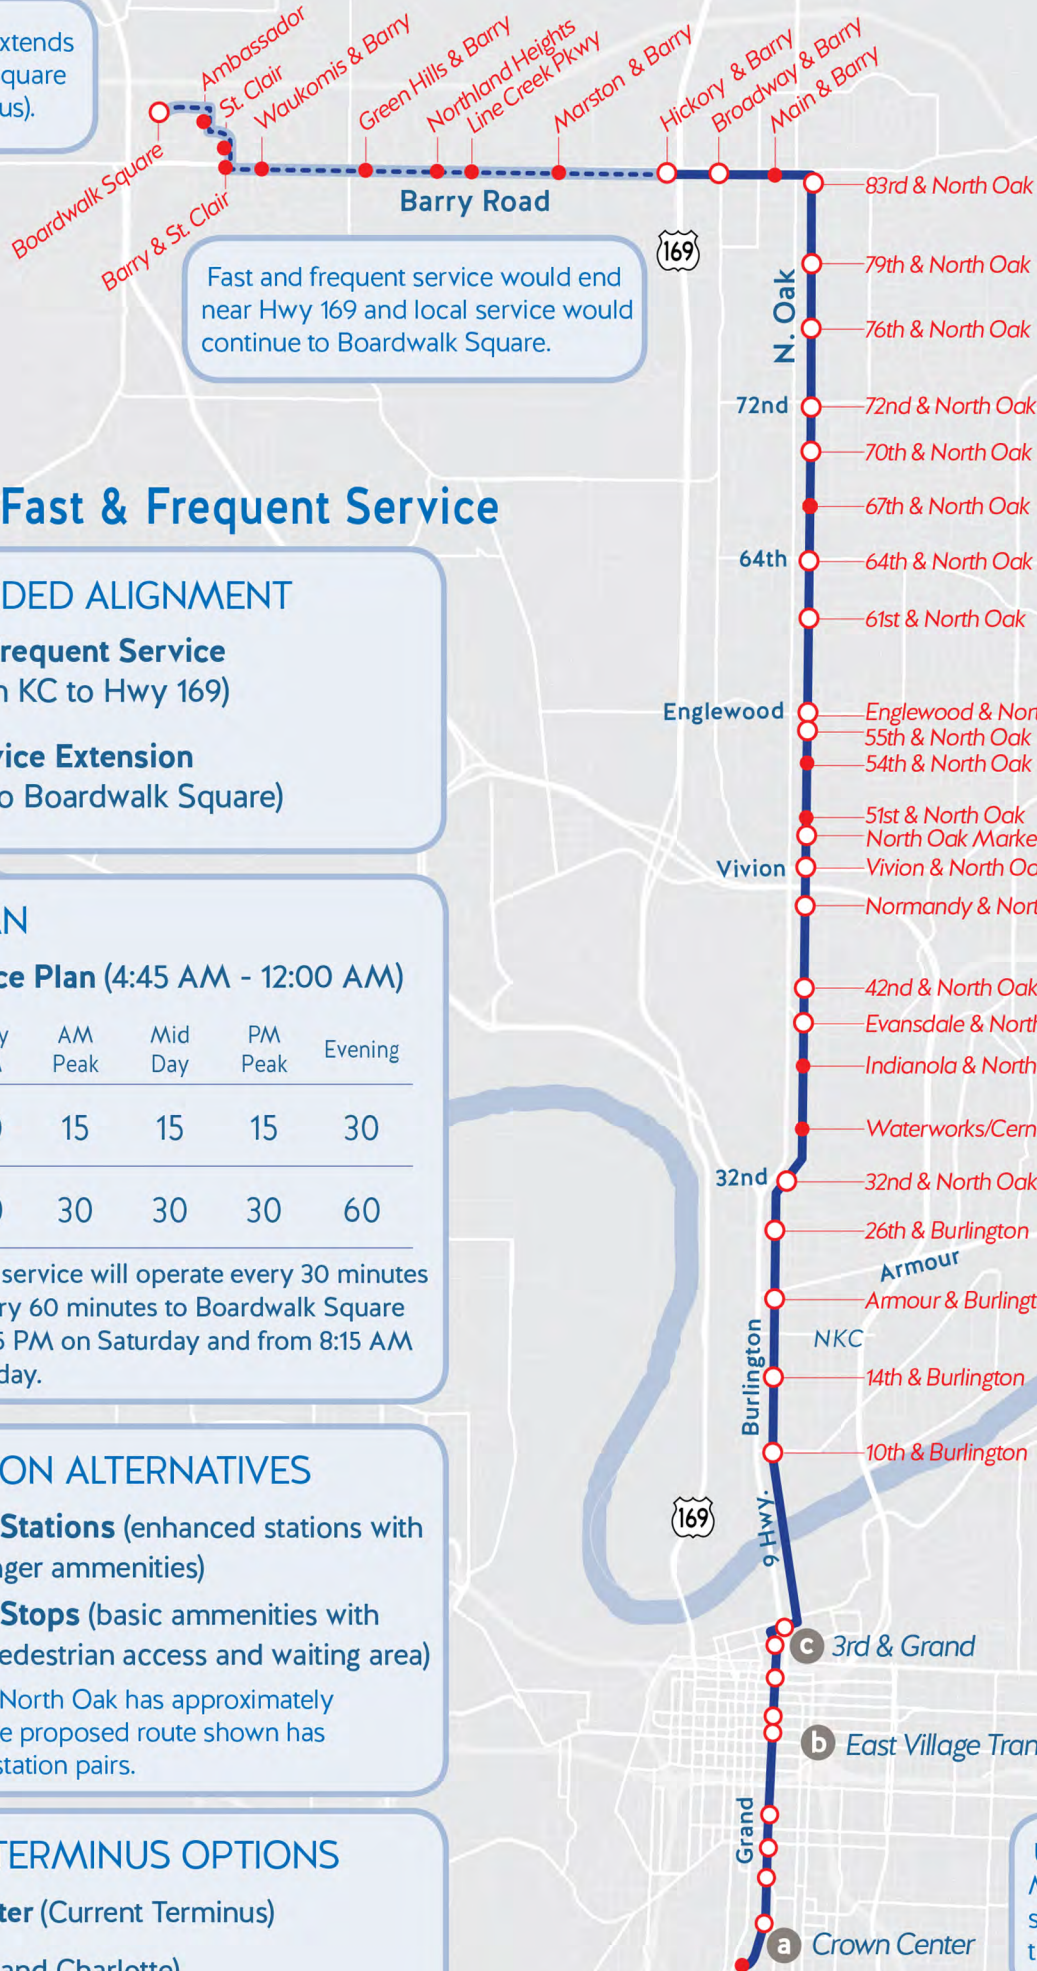 xtends
quare
us).
Ambassador
St. Clair
Waukomis & Barry
Green Hills & Barry
Northland Heights
Line Creek Pkwy
Marston & Barry
Hickory & Barry
Broadway & Barry
Main & Barry
Boardwalk Square
Barry & St. Clair
Barry Road
83rd & North Oak
169
Fast and frequent service would end
near Hwy 169 and local service would
continue to Boardwalk Square.
N. Oak
79th & North Oak
76th & North Oak
72nd
72nd & North Oak
70th & North Oak
Fast & Frequent Service
67th & North Oak
64th
64th & North Oak
61st & North Oak
DED ALIGNMENT
requent Service
n KC to Hwy 169)
vice Extension
o Boardwalk Square)
Englewood
Englewood & Nor
55th & North Oak
54th & North Oak
51st & North Oak
North Oak Marke
Vivion
Vivion & North Oa
Normandy & Nort
AN
ce Plan (4:45 AM - 12:00 AM)
y AM Peak Mid Day PM Peak Evening
0 15 15 15 30
0 30 30 30 60
service will operate every 30 minutes
ry 60 minutes to Boardwalk Square
5 PM on Saturday and from 8:15 AM
day.
42nd & North Oak
Evansdale & North
Indianola & North
Waterworks/Cern
32nd
32nd & North Oak
26th & Burlington
Armour
Armour & Burlingt
NKC
Burlington
14th & Burlington
10th & Burlington
169
9 Hwy.
ON ALTERNATIVES
Stations (enhanced stations with
nger ammenities)
Stops (basic ammenities with
edestrian access and waiting area)
North Oak has approximately
e proposed route shown has
station pairs.
c 3rd & Grand
b East Village Tran
Grand
TERMINUS OPTIONS
ter (Current Terminus)
and Charlotte)
a Crown Center